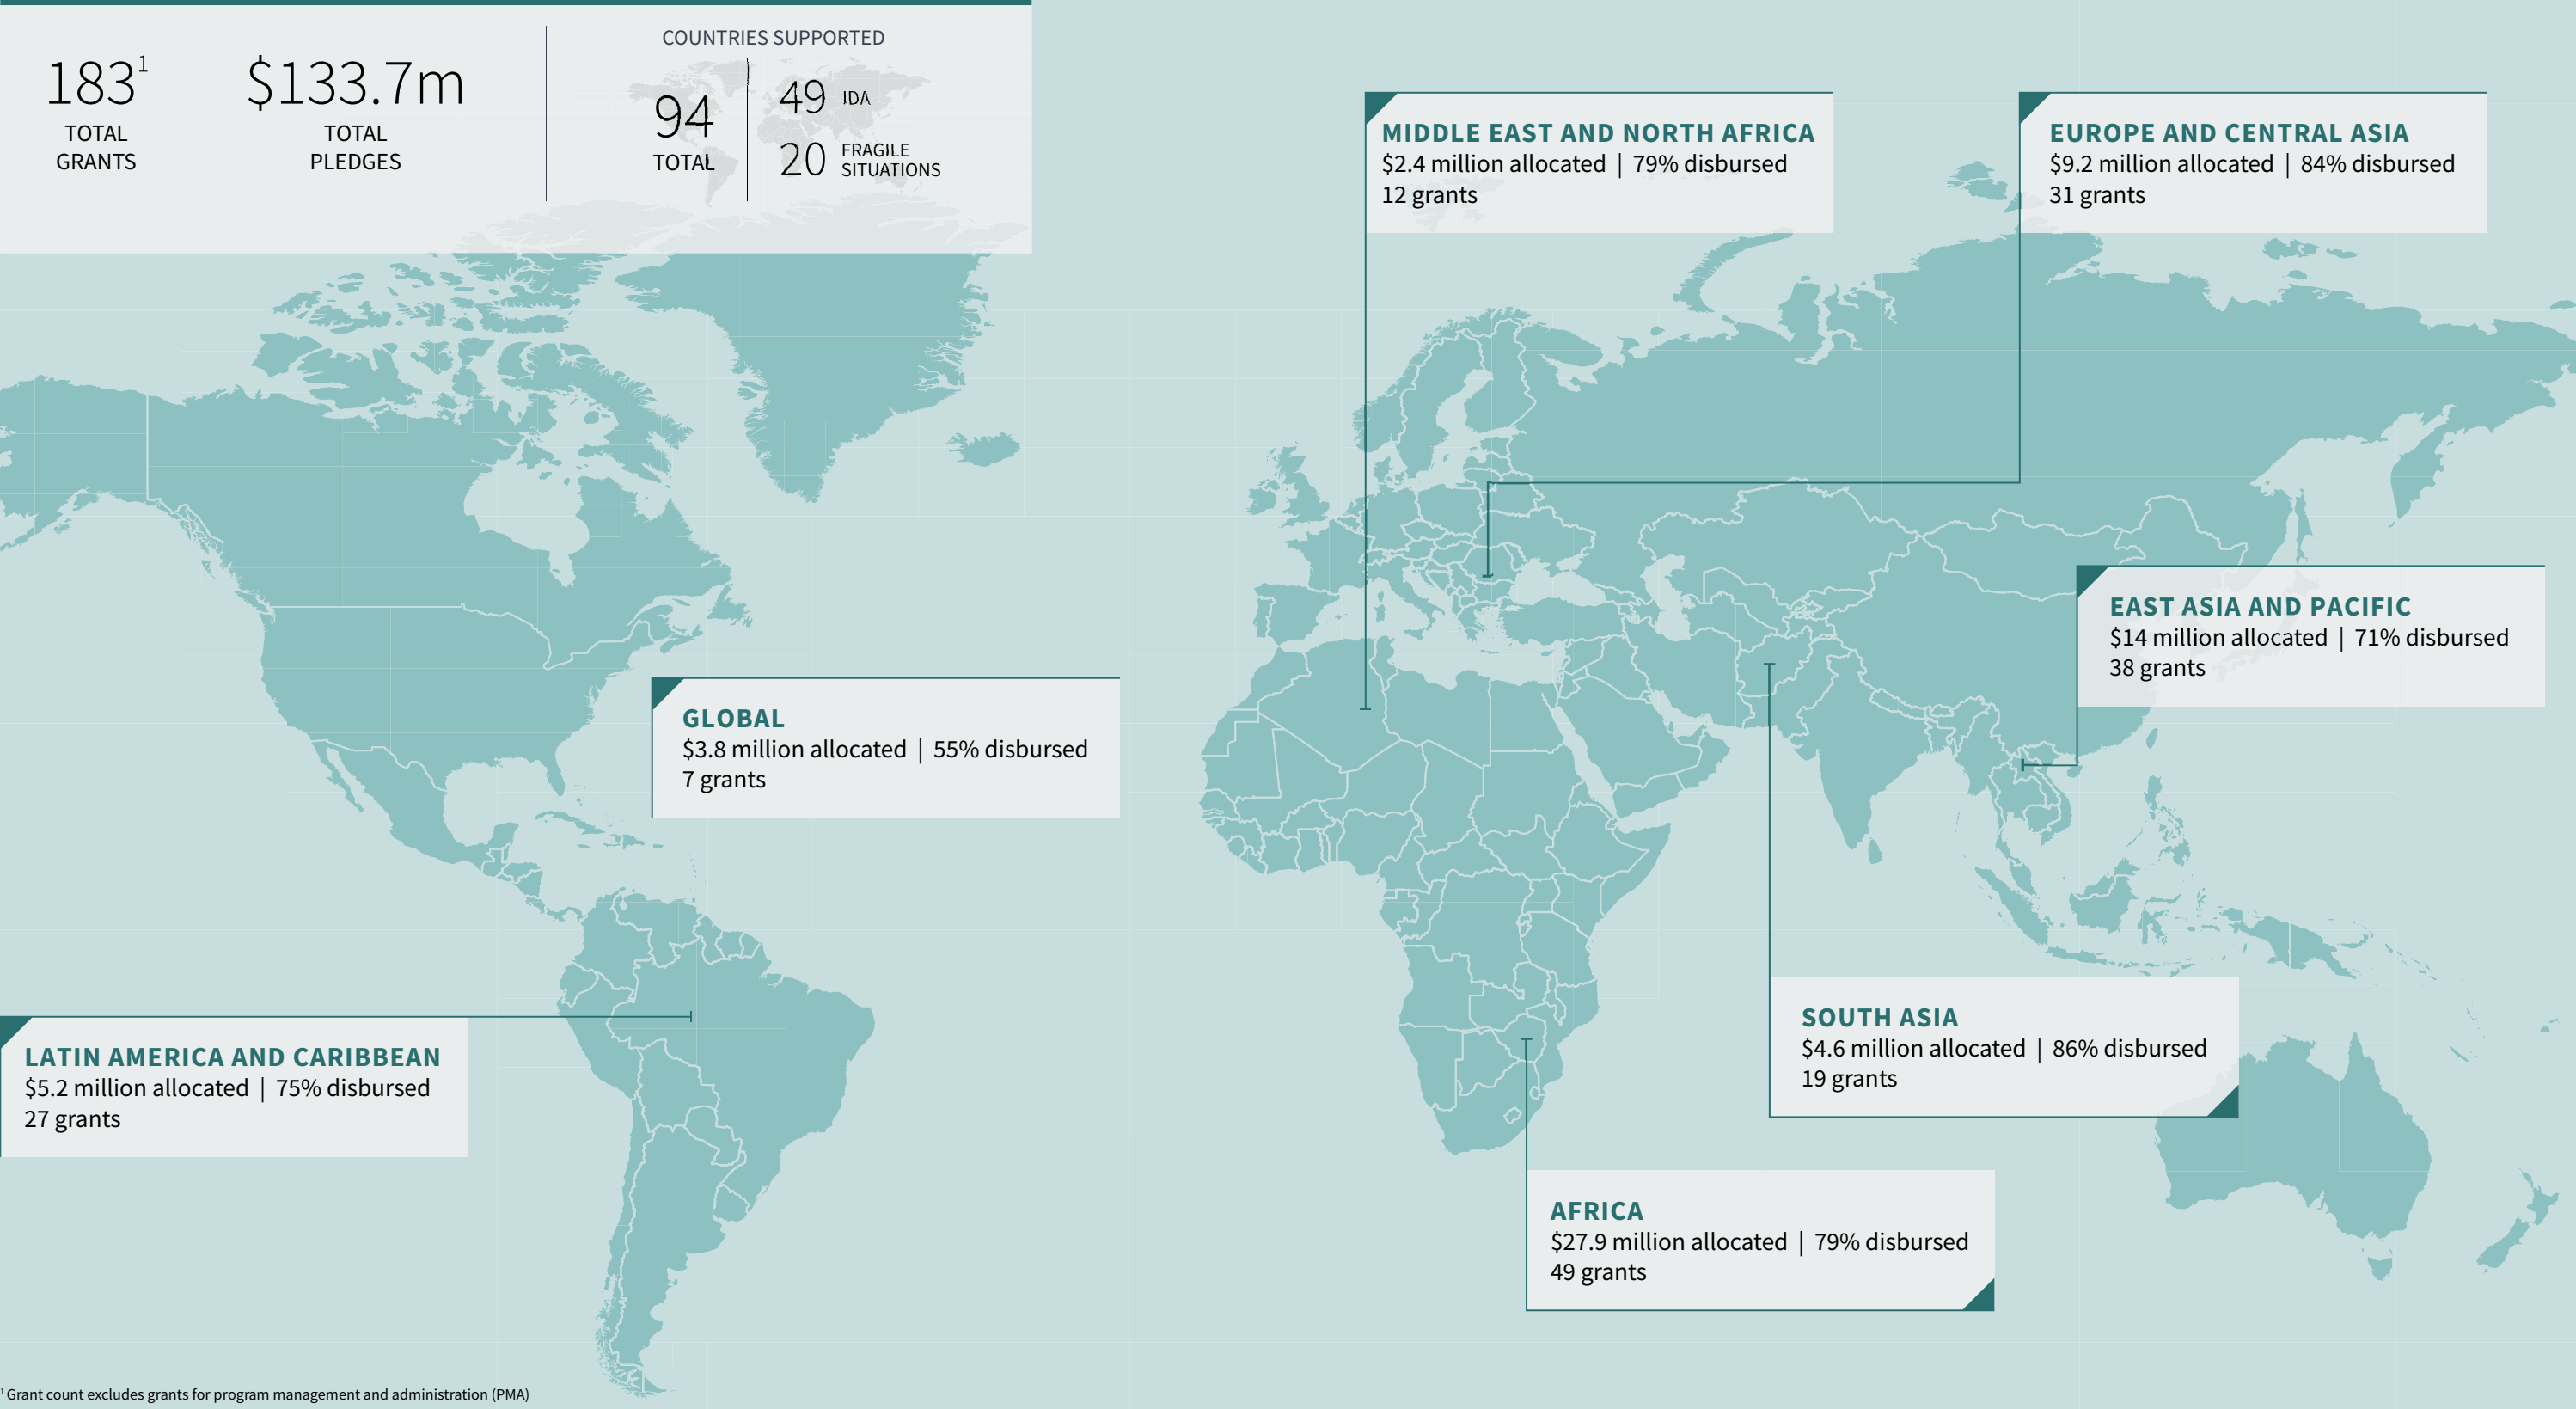 183¹
TOTAL
GRANTS
$133.7m
TOTAL
PLEDGES
COUNTRIES SUPPORTED
94
TOTAL
49 IDA
20 FRAGILE
SITUATIONS
MIDDLE EAST AND NORTH AFRICA
$2.4 million allocated | 79% disbursed
12 grants
EUROPE AND CENTRAL ASIA
$9.2 million allocated | 84% disbursed
31 grants
EAST ASIA AND PACIFIC
$14 million allocated | 71% disbursed
38 grants
GLOBAL
$3.8 million allocated | 55% disbursed
7 grants
LATIN AMERICA AND CARIBBEAN
$5.2 million allocated | 75% disbursed
27 grants
SOUTH ASIA
$4.6 million allocated | 86% disbursed
19 grants
AFRICA
$27.9 million allocated | 79% disbursed
49 grants
¹ Grant count excludes grants for program management and administration (PMA)